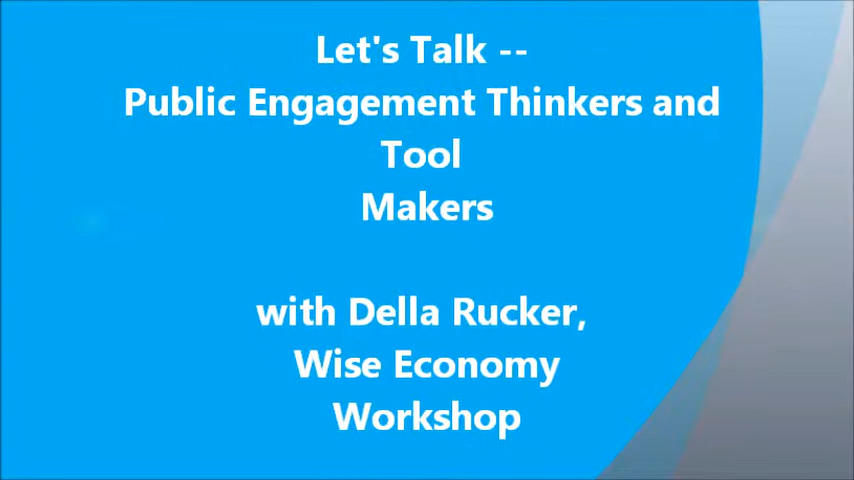 Let's Talk --
Public Engagement Thinkers and
Tool
Makers
with Della Rucker,
Wise Economy
Workshop